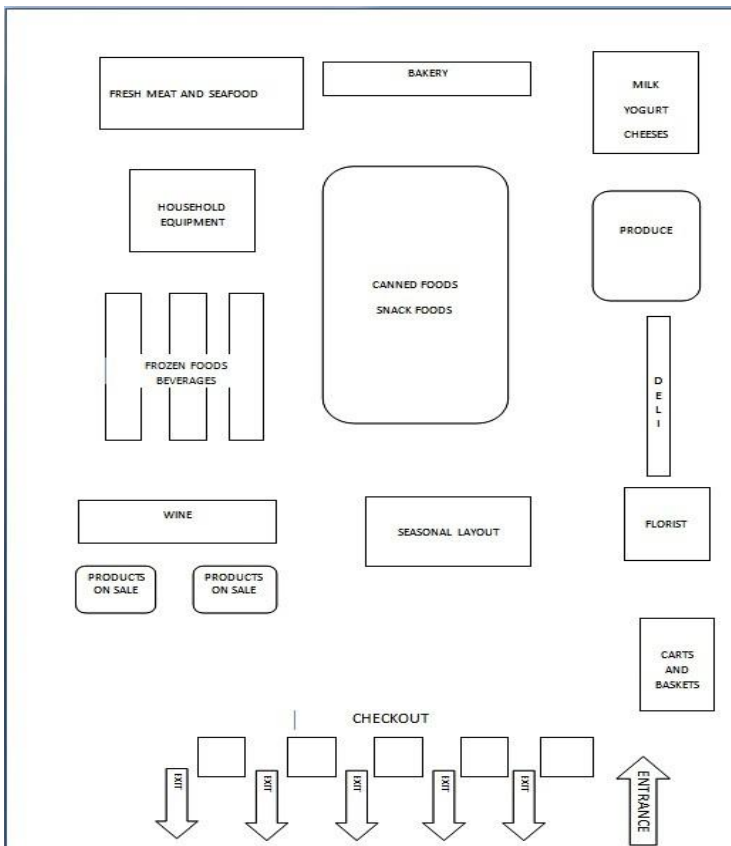 FRESH MEAT AND SEAFOOD
BAKERY
MILK
YOGURT
CHEESES
HOUSEHOLD
EQUIPMENT
PRODUCE
CANNED FOODS
SNACK FOODS
FROZEN FOODS
BEVERAGES
DELI
WINE
SEASONAL LAYOUT
FLORIST
PRODUCTS
ON SALE
PRODUCTS
ON SALE
CARTS
AND
BASKETS
CHECKOUT
EXIT
EXIT
EXIT
EXIT
EXIT
ENTRANCE